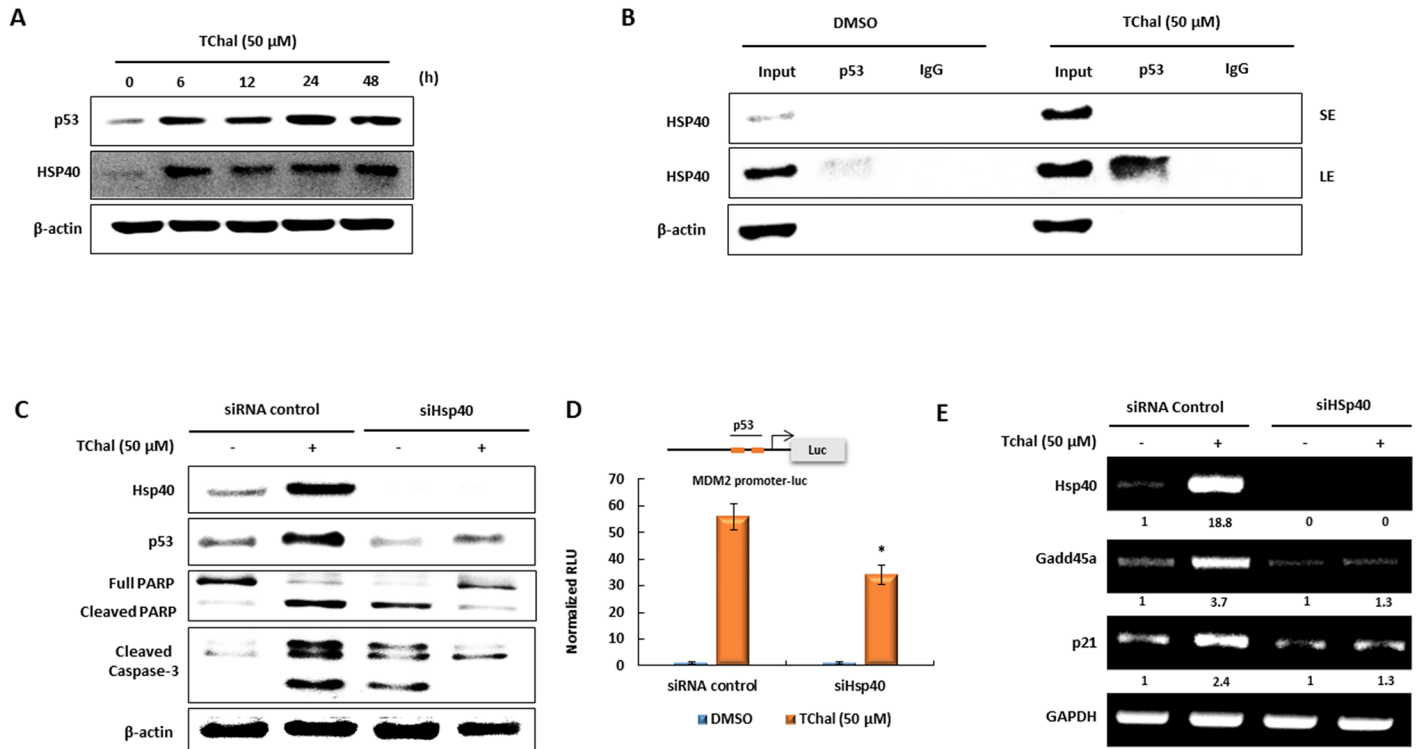 A
TChal (50 µM)
0 6 12 24 48 (h)
p53
HSP40
β-actin
B
DMSO TChal (50 µM)
Input p53 IgG Input p53 IgG
HSP40 SE
HSP40 LE
β-actin
C
siRNA control siHsp40
TChal (50 µM) - + - +
Hsp40
p53
Full PARP
Cleaved PARP
Cleaved
Caspase-3
β-actin
D
p53
Luc
MDM2 promoter-luc
Normalized RLU
70
60
50
40
30
20
10
0
*
siRNA control siHsp40
DMSO TChal (50 µM)
E
siRNA Control siHSp40
Tchal (50 µM) - + - +
Hsp40
1 18.8 0 0
Gadd45a
1 3.7 1 1.3
p21
1 2.4 1 1.3
GAPDH